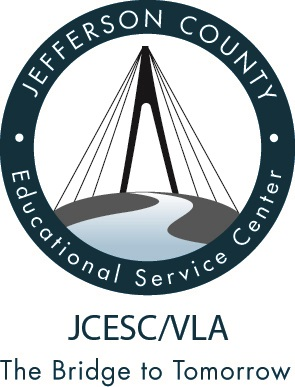 JEFFERSON COUNTY
Educational Service Center
JCESC/VLA
The Bridge to Tomorrow